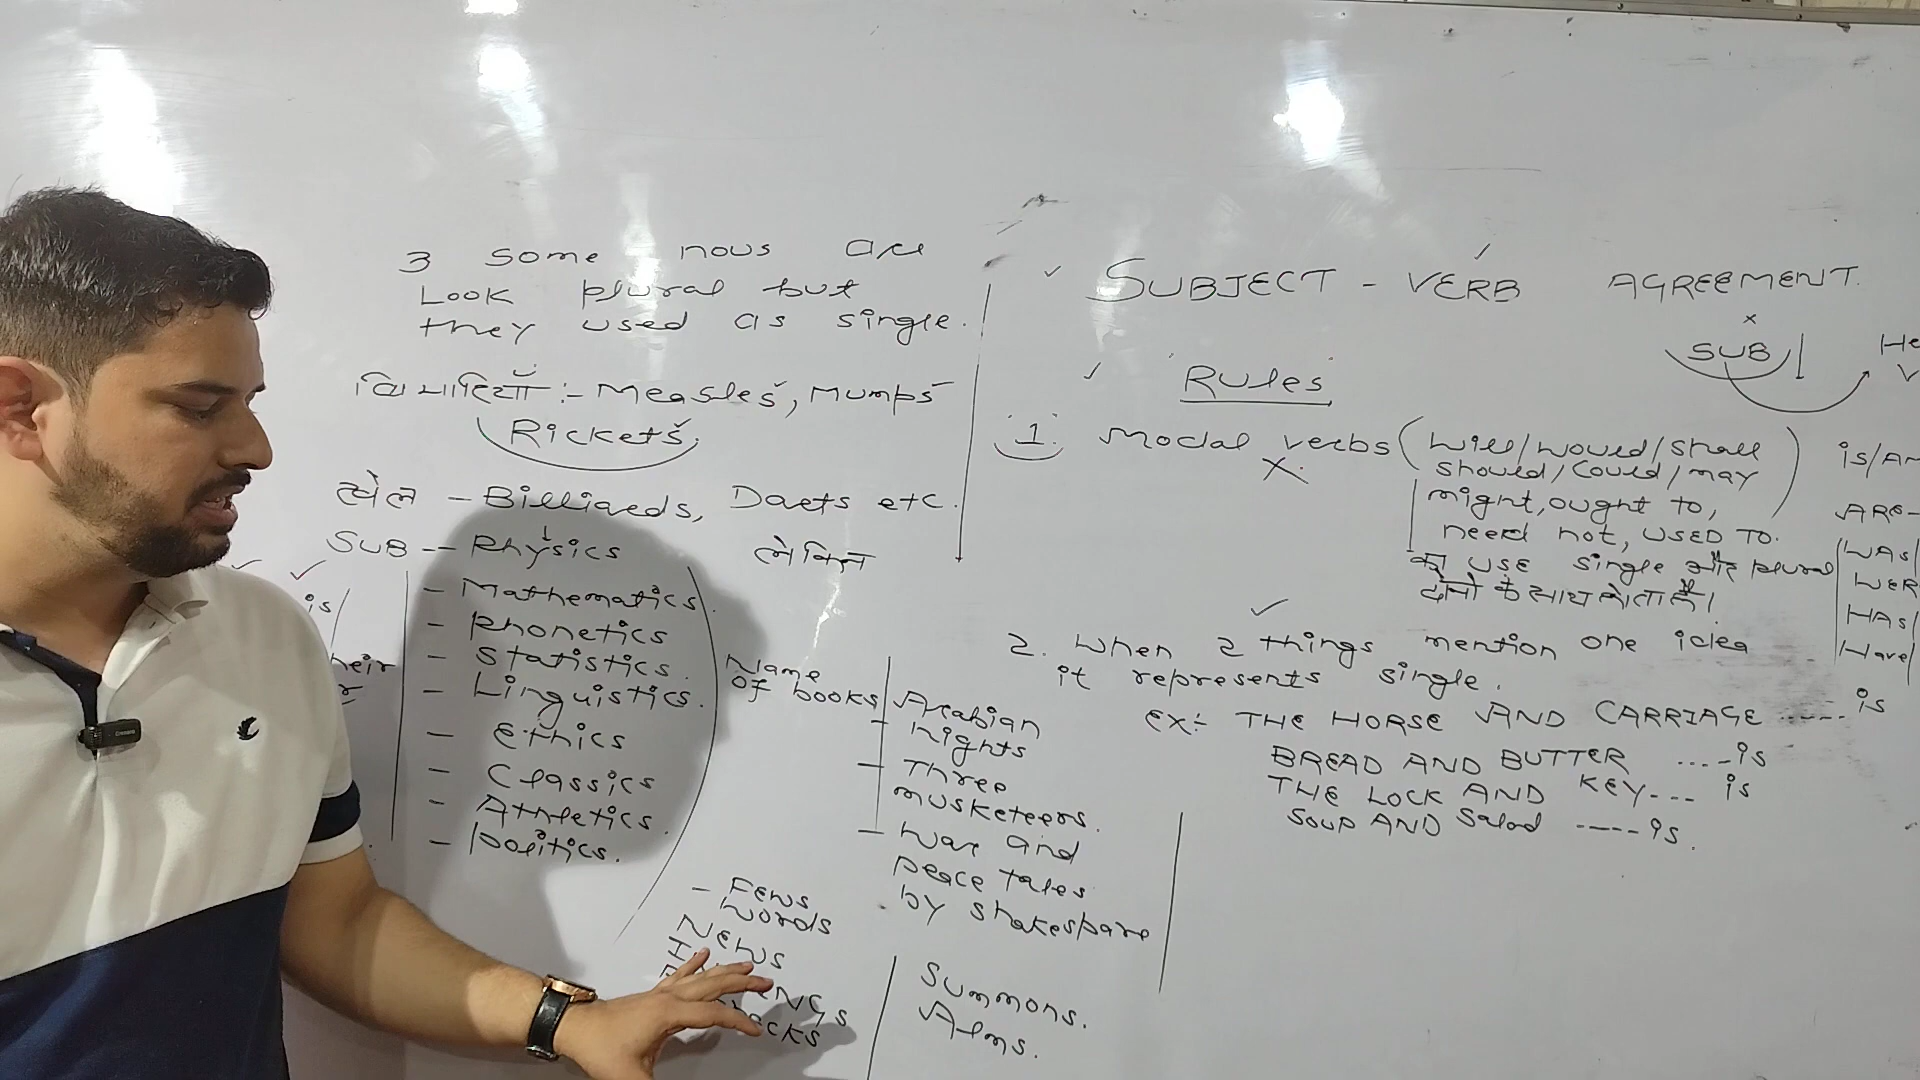 SUBJECT - VERB AGREEMENT.
SUB
He
V
Rules
1. Modal verbs (will/would/shall
should/could/may
might, ought to,
need not, USED TO.
का use single और plural
दोनो के साथ होता है।
is/AM
ARE-
WAS/
WER
HAS/
Have/
2. When 2 things mention one idea
it represents single.
ex:- THE HORSE AND CARRIAGE ...... is
BREAD AND BUTTER ....-is
THE LOCK AND KEY--- is
SOUP AND Salad -----is.
3 some nous are
Look plural but
they used as single.
बिमारियाँ :- Measles, Mumps
Rickets,
खेल - Billiards, Darts etc.
SUB -- Physics
लेकिन
- Mathematics.
- Phonetics
- Statistics.
- Linguistics.
- Ethics
- Classics
- Athletics.
- Politics.
is/
heir
r
Name
of books
Arabian
nights
- Three
musketeers.
- War and
peace tales
by shakespare
- Fews
words
News
Summons.
Alms.